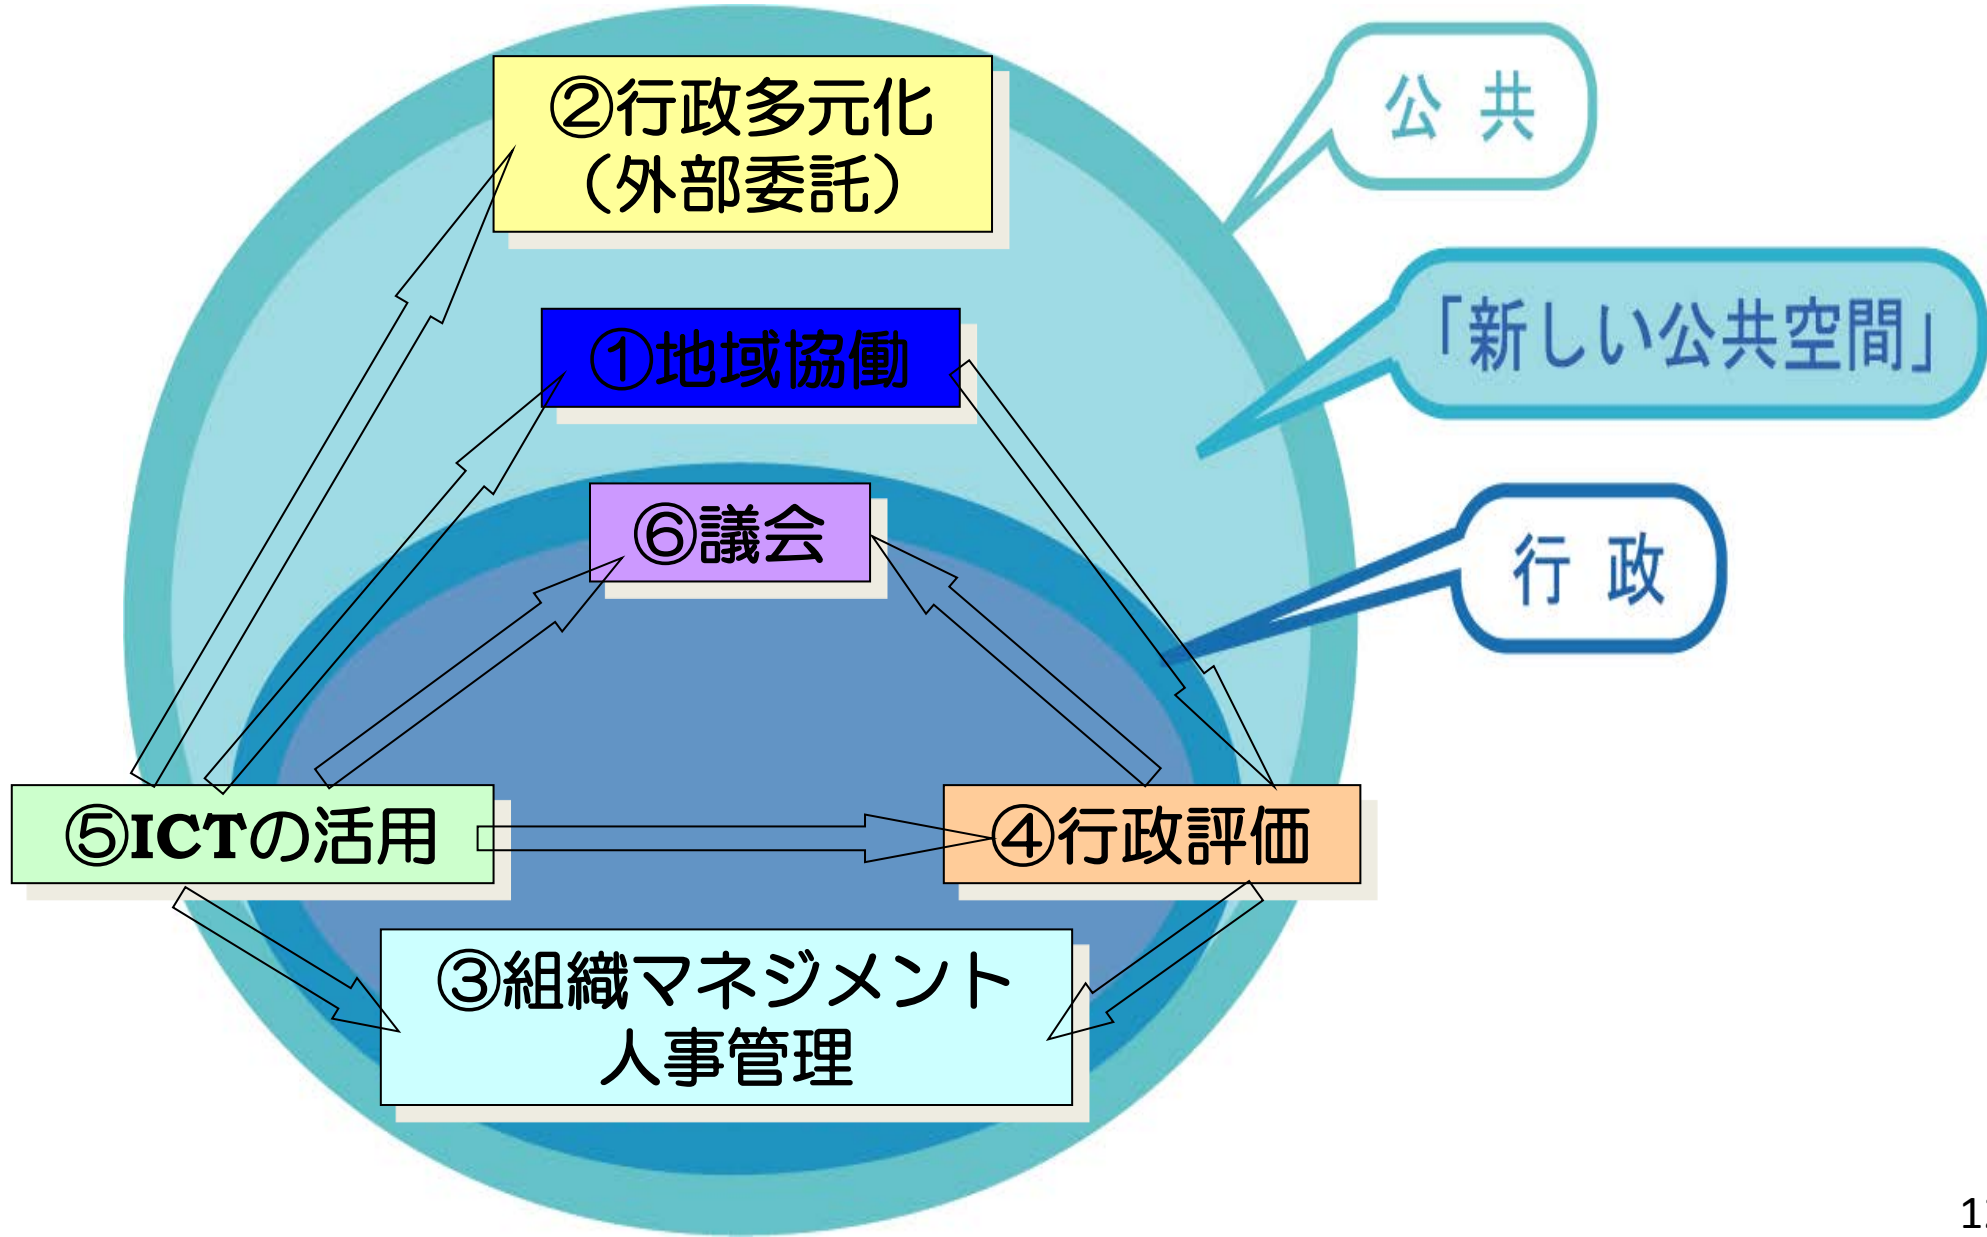 ②行政多元化
（外部委託）
公 共
①地域協働
「新しい公共空間」
⑥議会
行 政
⑤ICTの活用
④行政評価
③組織マネジメント
人事管理